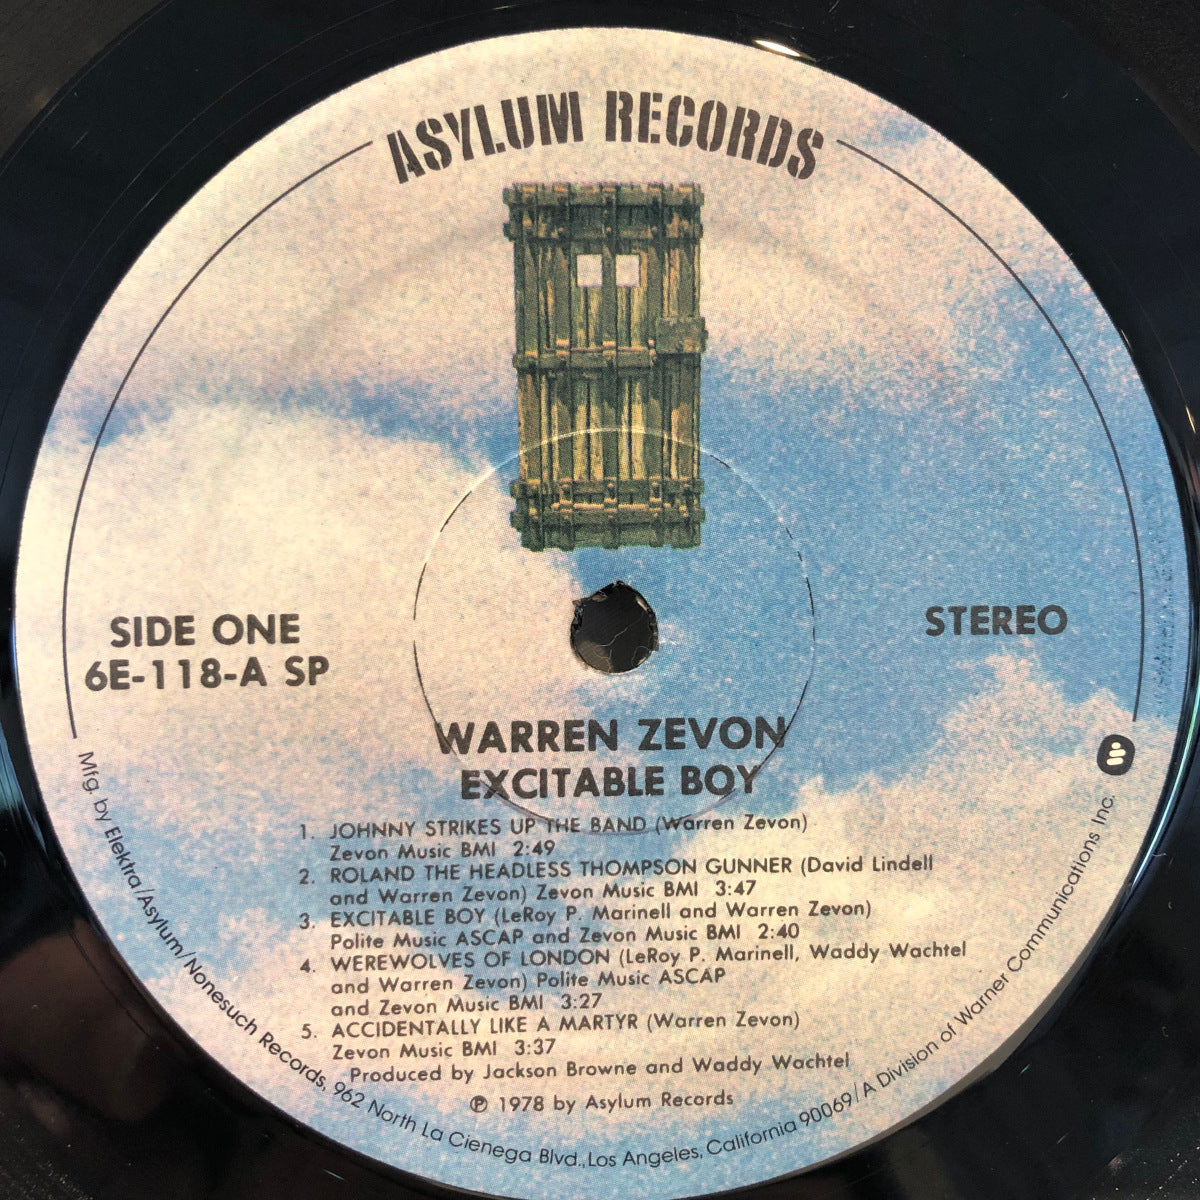 ASYLUM RECORDS
SIDE ONE
6E-118-A SP
STEREO
WARREN ZEVON
EXCITABLE BOY
1. JOHNNY STRIKES UP THE BAND (Warren Zevon)
Zevon Music BMI 2:49
2. ROLAND THE HEADLESS THOMPSON GUNNER (David Lindell
and Warren Zevon) Zevon Music BMI 3:47
3. EXCITABLE BOY (LeRoy P. Marinell and Warren Zevon)
Polite Music ASCAP and Zevon Music BMI 2:40
4. WEREWOLVES OF LONDON (LeRoy P. Marinell, Waddy Wachtel
and Warren Zevon) Polite Music ASCAP
and Zevon Music BMI 3:27
5. ACCIDENTALLY LIKE A MARTYR (Warren Zevon)
Zevon Music BMI 3:37
Produced by Jackson Browne and Waddy Wachtel
℗ 1978 by Asylum Records
Mfg. by Elektra/Asylum/Nonesuch Records, 962 North La Cienega Blvd., Los Angeles, California 90069/A Division of Warner Communications Inc.